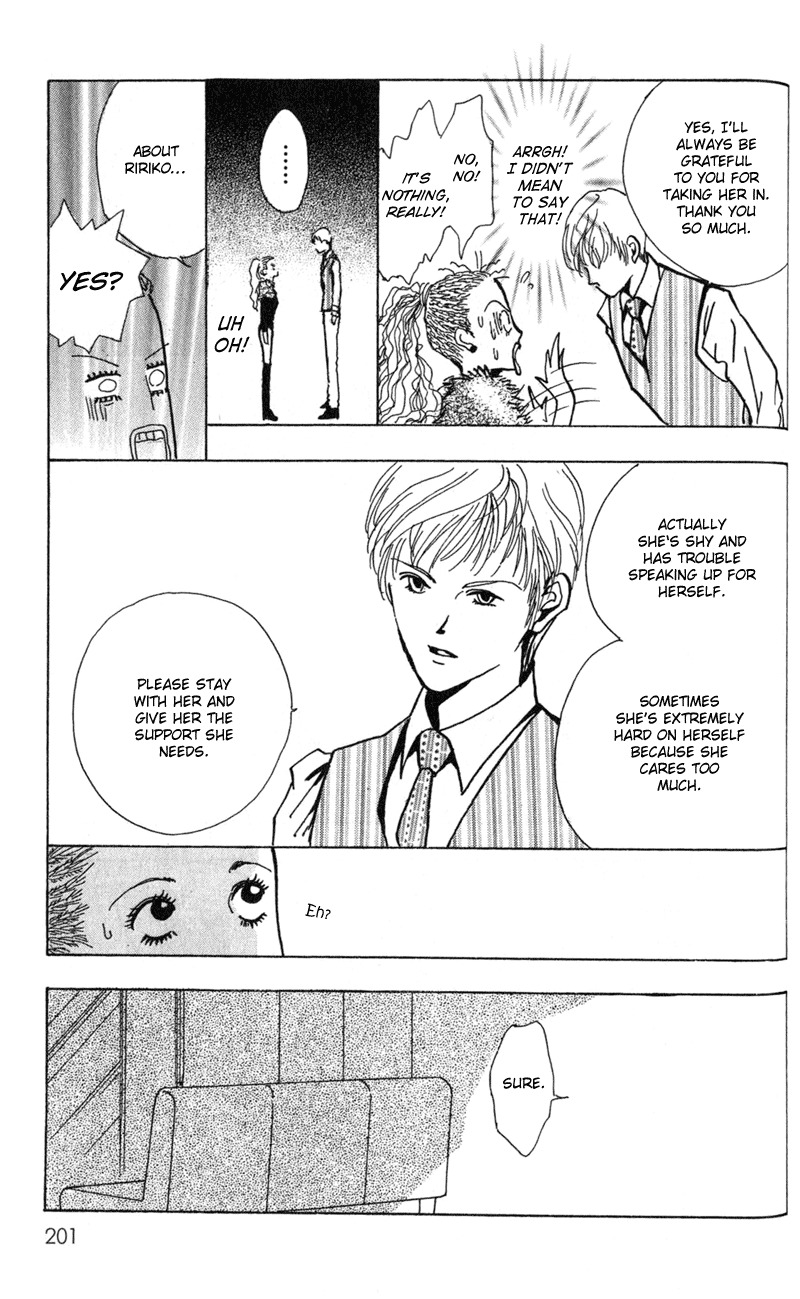 YES, I'LL
ALWAYS BE
GRATEFUL
TO YOU FOR
TAKING HER IN.
THANK YOU
SO MUCH.
ARRGH!
I DIDN'T
MEAN
TO SAY
THAT!
NO,
NO!
IT'S
NOTHING,
REALLY!
......
UH
OH!
ABOUT
RIRIKO...
YES?
ACTUALLY
SHE'S SHY AND
HAS TROUBLE
SPEAKING UP FOR
HERSELF.
SOMETIMES
SHE'S EXTREMELY
HARD ON HERSELF
BECAUSE SHE
CARES TOO
MUCH.
PLEASE STAY
WITH HER AND
GIVE HER THE
SUPPORT SHE
NEEDS.
Eh?
SURE.
201